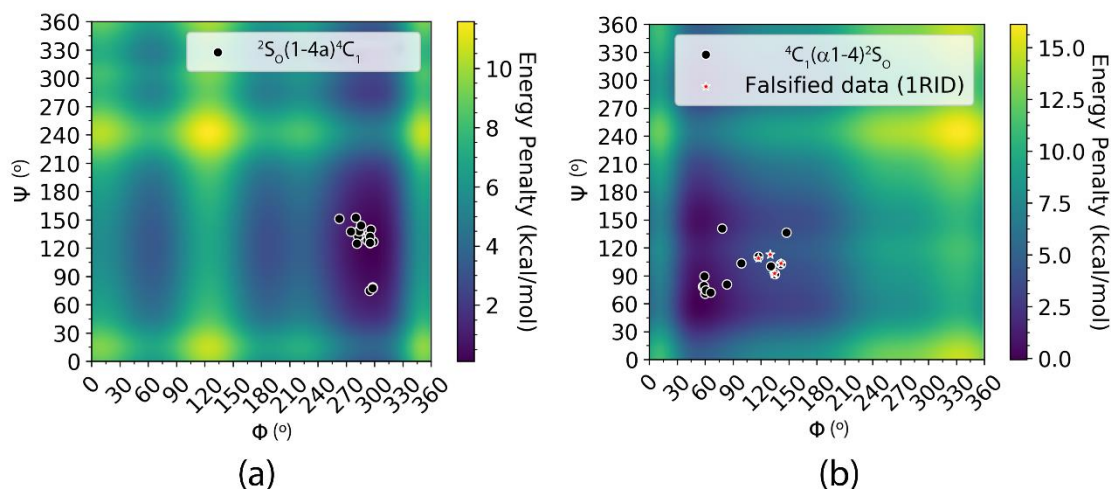 360
330
300
270
240
210
180
150
120
90
60
30
0
Ψ (o)
²SO(1-4a)⁴C₁
0 30 60 90 120 150 180 210 240 270 300 330 360
Φ (o)
10
8
6
4
2
Energy Penalty (kcal/mol)
(a)
360
330
300
270
240
210
180
150
120
90
60
30
0
Ψ (o)
⁴C₁(α1-4)²SO
Falsified data (1RID)
0 30 60 90 120 150 180 210 240 270 300 330 360
Φ (o)
15.0
12.5
10.0
7.5
5.0
2.5
0.0
Energy Penalty (kcal/mol)
(b)